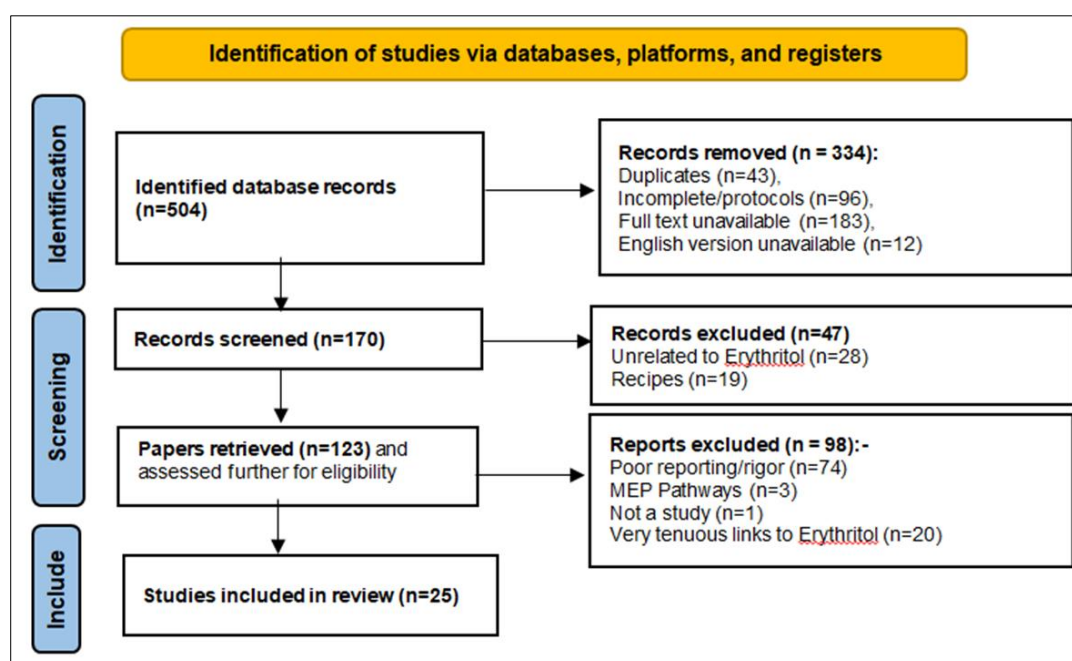 Identification of studies via databases, platforms, and registers
Identification
Identified database records
(n=504)
Records removed (n = 334):
Duplicates (n=43),
Incomplete/protocols (n=96),
Full text unavailable (n=183),
English version unavailable (n=12)
Screening
Records screened (n=170)
Records excluded (n=47)
Unrelated to Erythritol (n=28)
Recipes (n=19)
Papers retrieved (n=123) and
assessed further for eligibility
Reports excluded (n = 98):-
Poor reporting/rigor (n=74)
MEP Pathways (n=3)
Not a study (n=1)
Very tenuous links to Erythritol (n=20)
Include
Studies included in review (n=25)